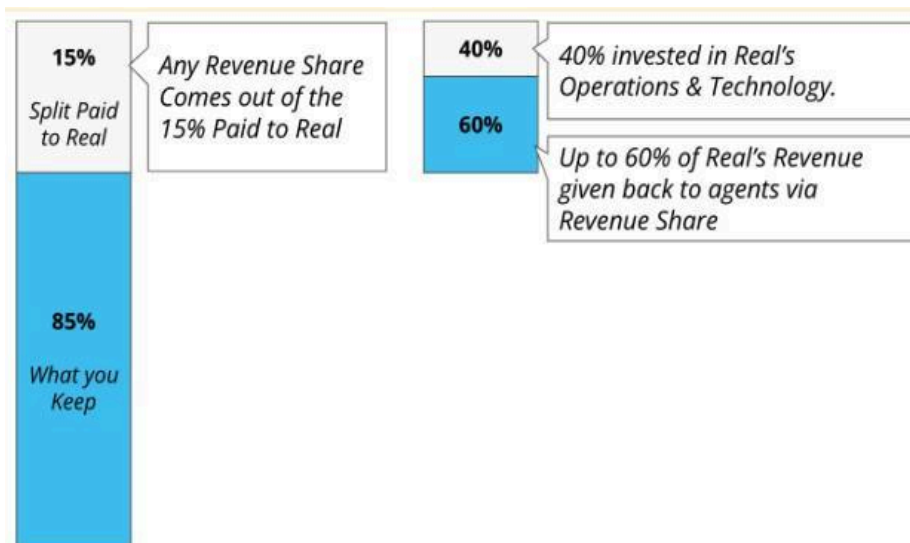 15%
Split Paid
to Real
Any Revenue Share
Comes out of the
15% Paid to Real
85%
What you
Keep
40%
40% invested in Real's
Operations & Technology.
60%
Up to 60% of Real's Revenue
given back to agents via
Revenue Share